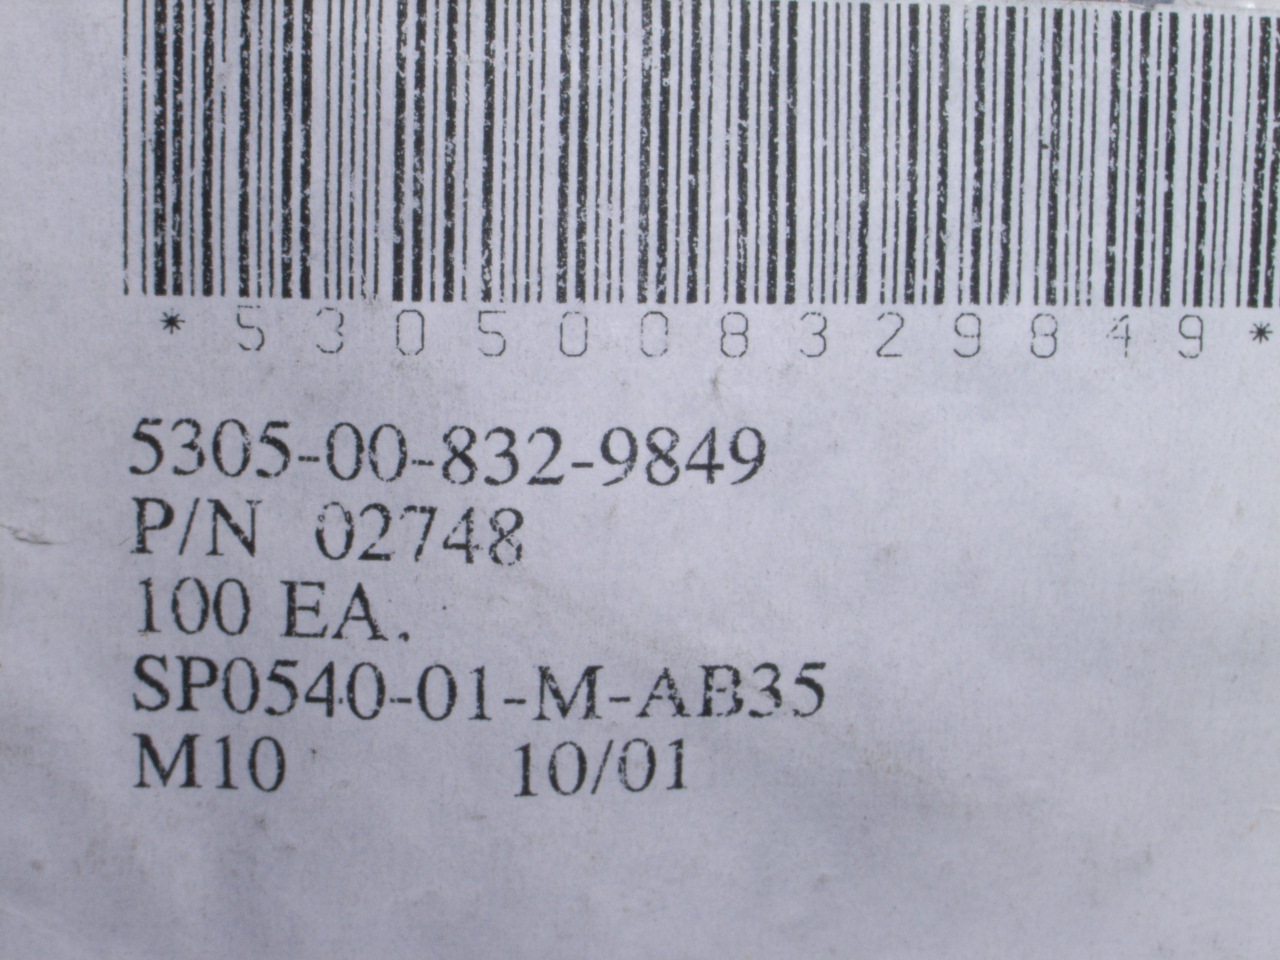 *5305008329849*
5305-00-832-9849
P/N 02748
100 EA.
SP0540-01-M-AB35
M10 10/01